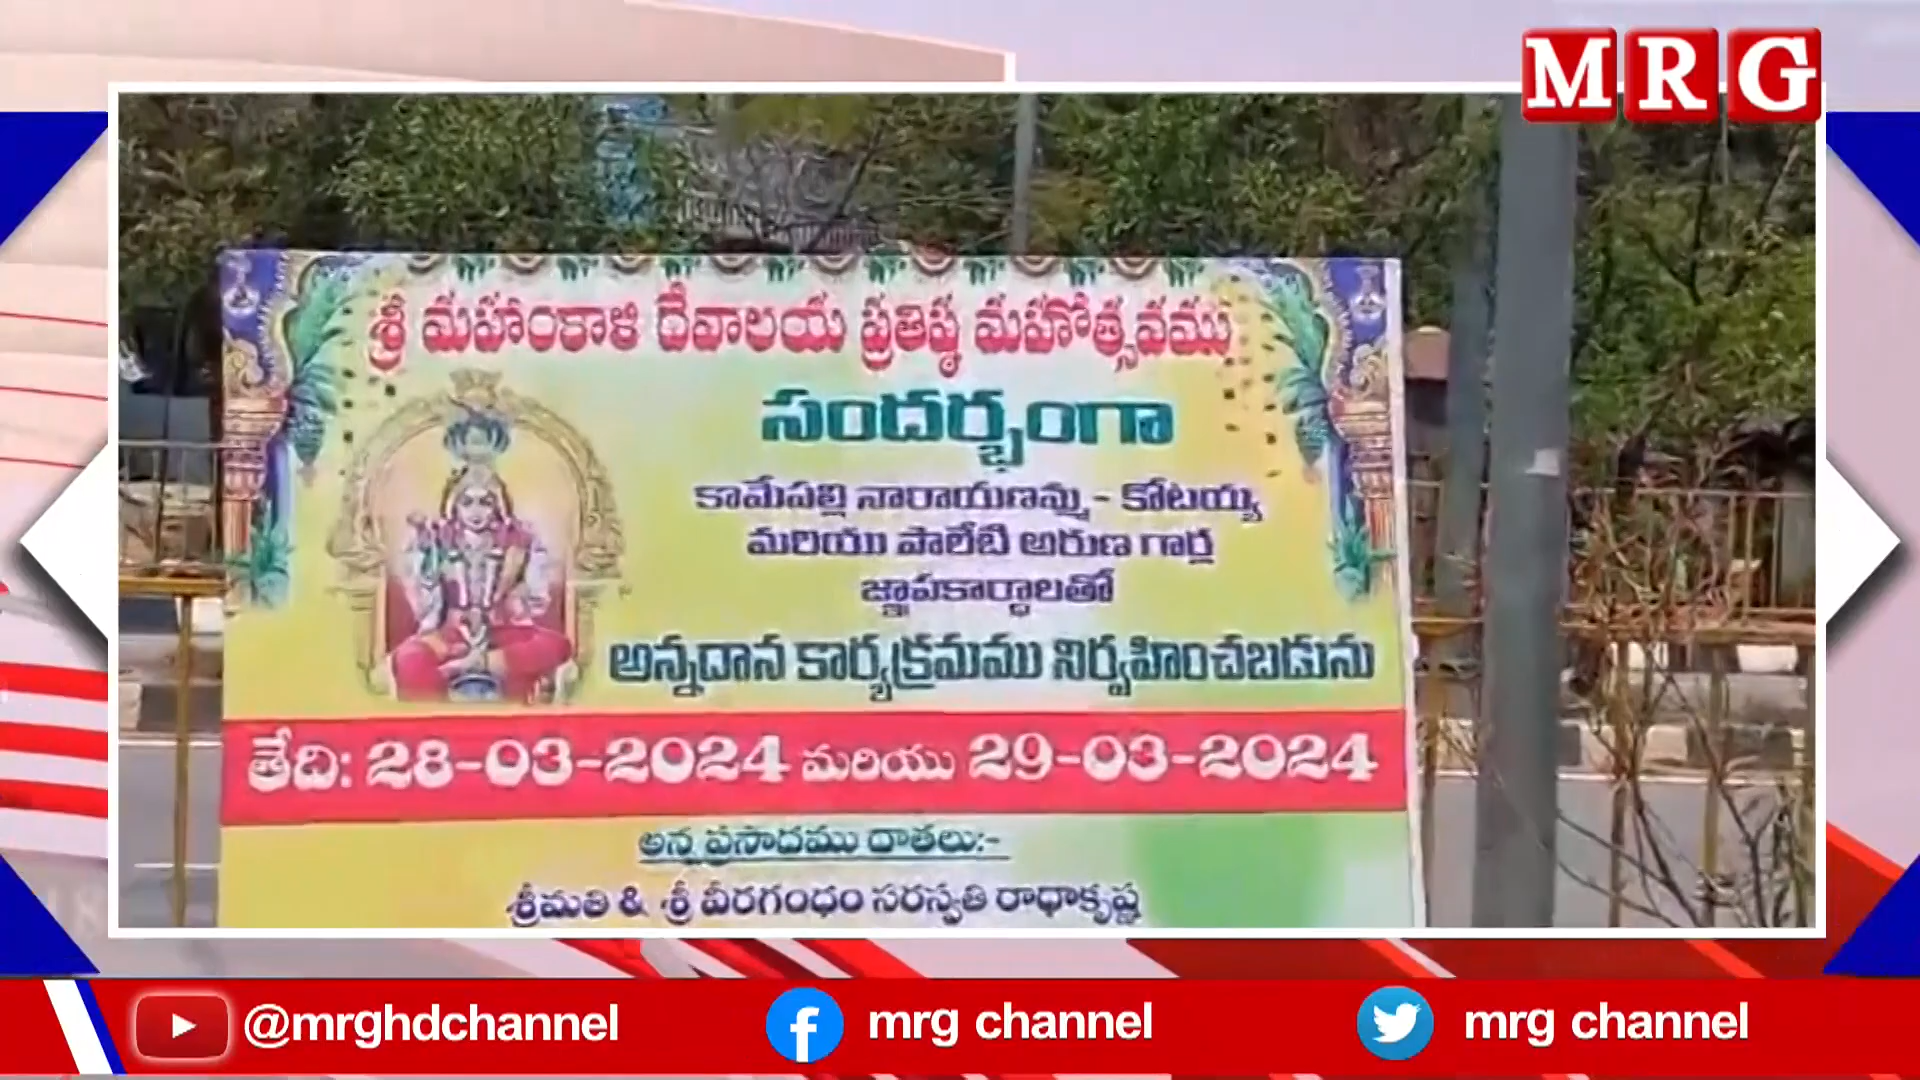 MRG
శ్రీ మహాంకాళి దేవాలయ ప్రతిష్ఠ మహోత్సవము
సందర్భంగా
కామేపల్లి నారాయణమ్మ - కోటయ్య
మరియు పాలేటి అరుణ గార్ల
జ్ఞాపకార్ధాలతో
అన్నదాన కార్యక్రమము నిర్వహించబడును
తేది: 28-03-2024 మరియు 29-03-2024
అన్న ప్రసాదము దాతలు:-
శ్రీమతి & శ్రీ వీరగంధం సరస్వతి రాధాకృష్ణ
@mrghdchannel mrg channel mrg channel